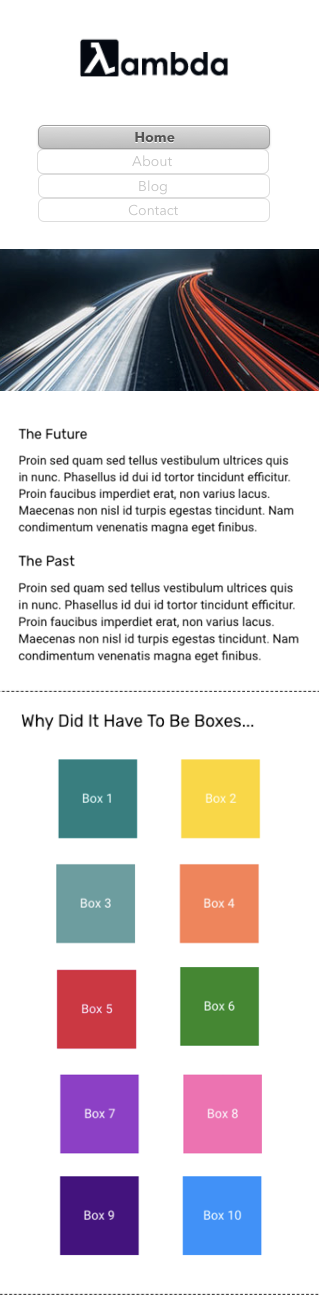 λambda
Home
About
Blog
Contact
The Future
Proin sed quam sed tellus vestibulum ultrices quis
in nunc. Phasellus id dui id tortor tincidunt efficitur.
Proin faucibus imperdiet erat, non varius lacus.
Maecenas non nisl id turpis egestas tincidunt. Nam
condimentum venenatis magna eget finibus.
The Past
Proin sed quam sed tellus vestibulum ultrices quis
in nunc. Phasellus id dui id tortor tincidunt efficitur.
Proin faucibus imperdiet erat, non varius lacus.
Maecenas non nisl id turpis egestas tincidunt. Nam
condimentum venenatis magna eget finibus.
Why Did It Have To Be Boxes...
Box 1
Box 2
Box 3
Box 4
Box 5
Box 6
Box 7
Box 8
Box 9
Box 10